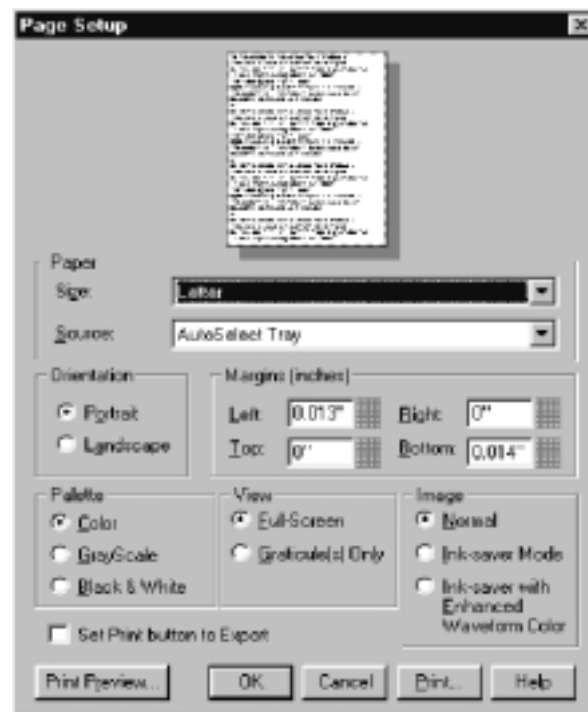 Page Setup
Paper
Size: Letter
Source: AutoSelect Tray
Orientation
Portrait
Landscape
Margins (inches)
Left: 0.013" Right: 0"
Top: 0" Bottom: 0.014"
Palette
Color
GrayScale
Black & White
View
Full-Screen
Graticule(s) Only
Image
Normal
Ink-saver Mode
Ink-saver with
Enhanced
Waveform Color
Set Print button to Export
Print Preview... OK Cancel Print... Help